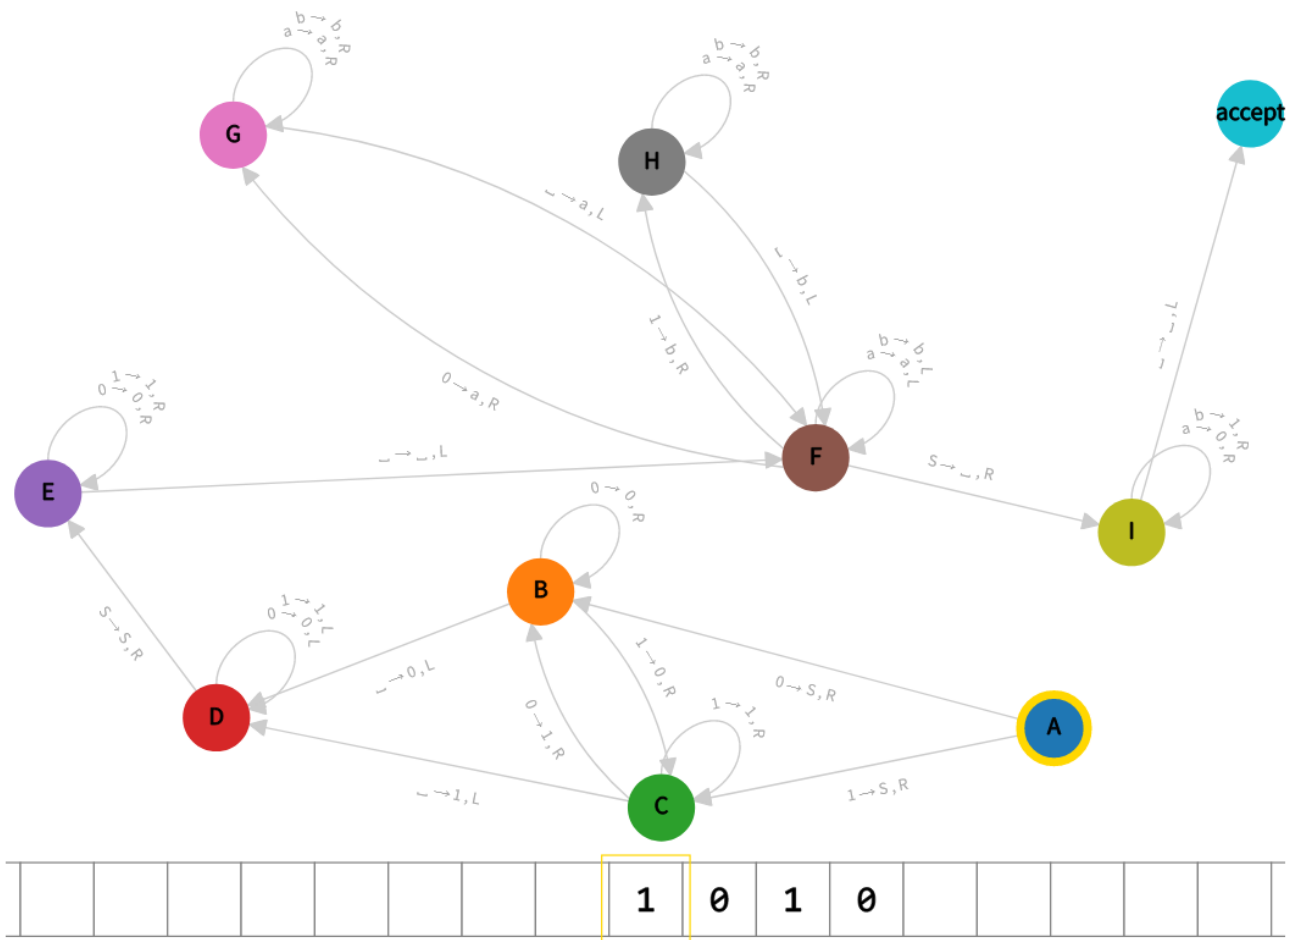 b→b,R
a→a,R
b→b,R
a→a,R
G
H
accept
␣→a,L
␣→b,L
1→b,R
␣→␣,L
b→b,L
a→a,L
0→a,R
1→1,R
0→0,R
b→1,R
a→0,R
␣→␣,L
F
S→␣,R
E
0→0,R
I
B
1→1,L
0→0,L
S→S,R
1→0,R
␣→0,L
0→S,R
D
0→1,R
1→1,R
A
␣→1,L
1→S,R
C
1 0 1 0